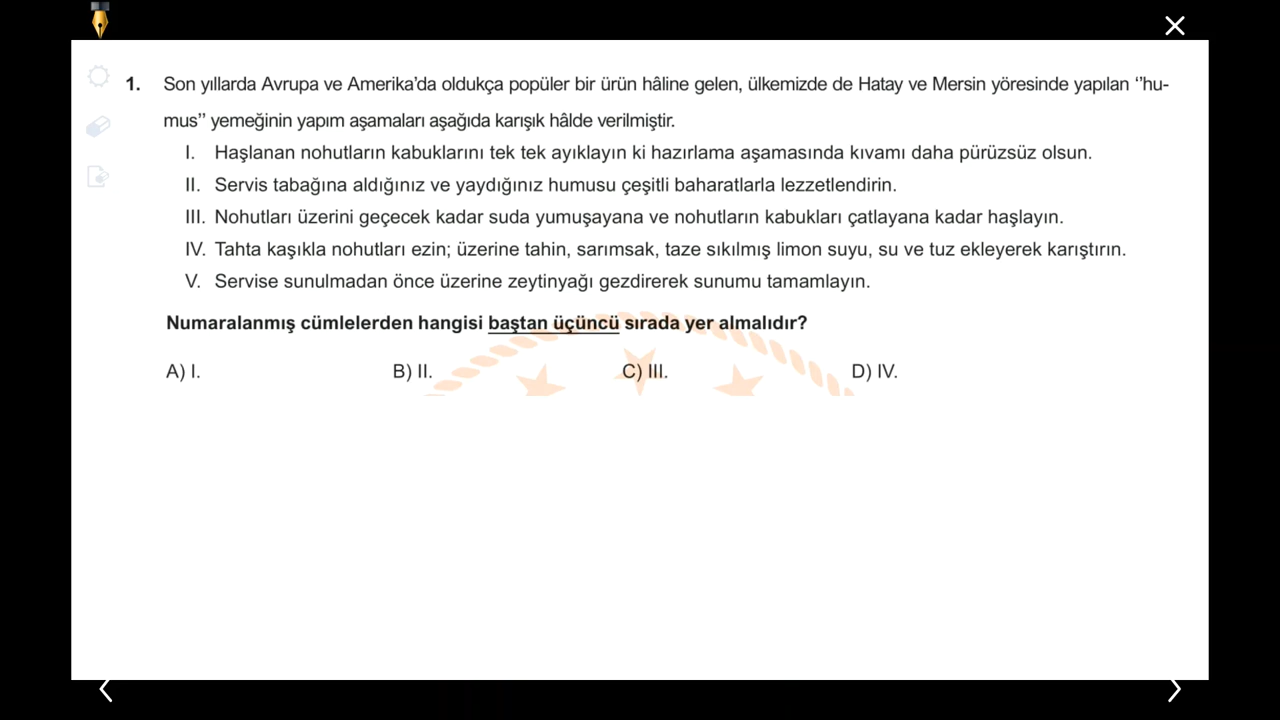 1. Son yıllarda Avrupa ve Amerika’da oldukça popüler bir ürün hâline gelen, ülkemizde de Hatay ve Mersin yöresinde yapılan ‘’hu-
mus’’ yemeğinin yapım aşamaları aşağıda karışık hâlde verilmiştir.
I. Haşlanan nohutların kabuklarını tek tek ayıklayın ki hazırlama aşamasında kıvamı daha pürüzsüz olsun.
II. Servis tabağına aldığınız ve yaydığınız humusu çeşitli baharatlarla lezzetlendirin.
III. Nohutları üzerini geçecek kadar suda yumuşayana ve nohutların kabukları çatlayana kadar haşlayın.
IV. Tahta kaşıkla nohutları ezin; üzerine tahin, sarımsak, taze sıkılmış limon suyu, su ve tuz ekleyerek karıştırın.
V. Servise sunulmadan önce üzerine zeytinyağı gezdirerek sunumu tamamlayın.
Numaralanmış cümlelerden hangisi baştan üçüncü sırada yer almalıdır?
A) I. B) II. C) III. D) IV.